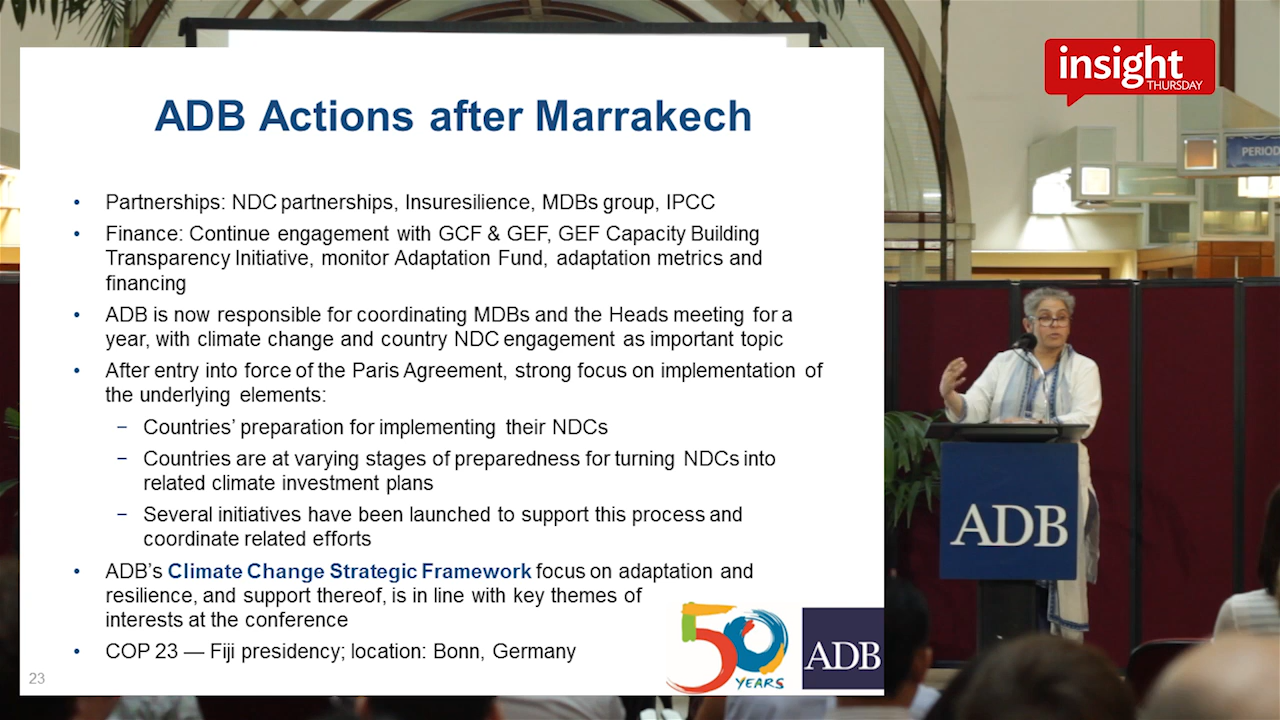 insight
THURSDAY
PERIOD
ADB Actions after Marrakech
• Partnerships: NDC partnerships, Insuresilience, MDBs group, IPCC
• Finance: Continue engagement with GCF & GEF, GEF Capacity Building
Transparency Initiative, monitor Adaptation Fund, adaptation metrics and
financing
• ADB is now responsible for coordinating MDBs and the Heads meeting for a
year, with climate change and country NDC engagement as important topic
• After entry into force of the Paris Agreement, strong focus on implementation of
the underlying elements:
− Countries’ preparation for implementing their NDCs
− Countries are at varying stages of preparedness for turning NDCs into
related climate investment plans
− Several initiatives have been launched to support this process and
coordinate related efforts
• ADB’s Climate Change Strategic Framework focus on adaptation and
resilience, and support thereof, is in line with key themes of
interests at the conference
• COP 23 — Fiji presidency; location: Bonn, Germany
23
50
YEARS
ADB
ADB